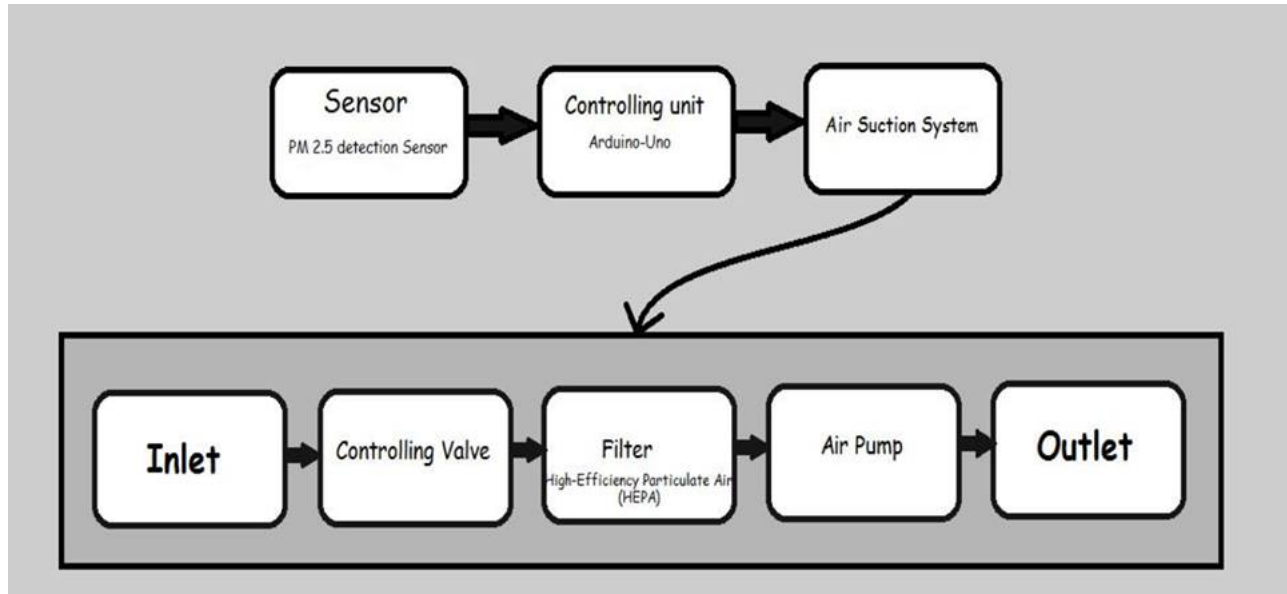 Sensor
PM 2.5 detection Sensor
Controlling unit
Arduino-Uno
Air Suction System
Inlet
Controlling Valve
Filter
High-Efficiency Particulate Air
(HEPA)
Air Pump
Outlet